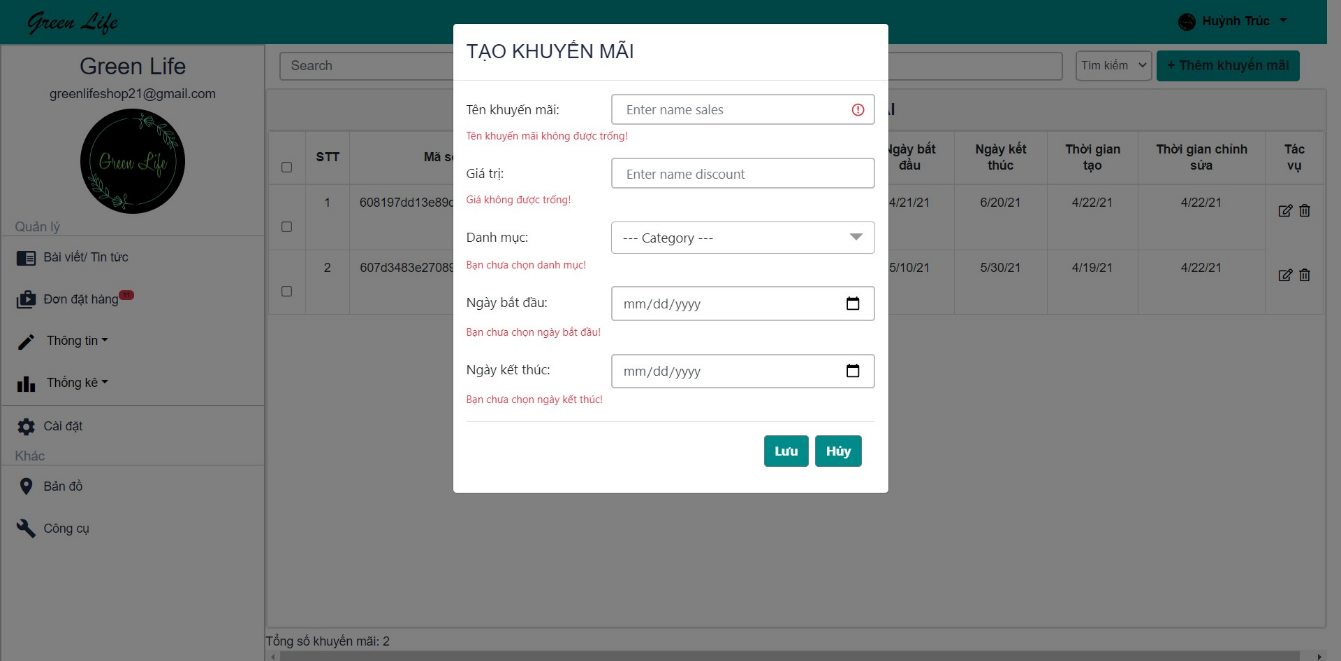 Green Life
Huỳnh Trúc
Green Life
greenlifeshop21@gmail.com
Green Life
Quản lý
Bài viết/ Tin tức
Đơn đặt hàng
Thông tin
Thống kê
Cài đặt
Khác
Bản đồ
Công cụ
Search
Tìm kiếm
+ Thêm khuyến mãi
STT
Mã
Ngày bắt đầu
Ngày kết thúc
Thời gian tạo
Thời gian chỉnh sửa
Tác vụ
1 608197dd13e89 4/21/21 6/20/21 4/22/21 4/22/21
2 607d3483e27089 5/10/21 5/30/21 4/19/21 4/22/21
Tổng số khuyến mãi: 2
TẠO KHUYẾN MÃI
Tên khuyến mãi: Enter name sales
Tên khuyến mãi không được trống!
Giá trị: Enter name discount
Giá không được trống!
Danh mục: --- Category ---
Bạn chưa chọn danh mục!
Ngày bắt đầu: mm/dd/yyyy
Bạn chưa chọn ngày bắt đầu!
Ngày kết thúc: mm/dd/yyyy
Bạn chưa chọn ngày kết thúc!
Lưu Hủy